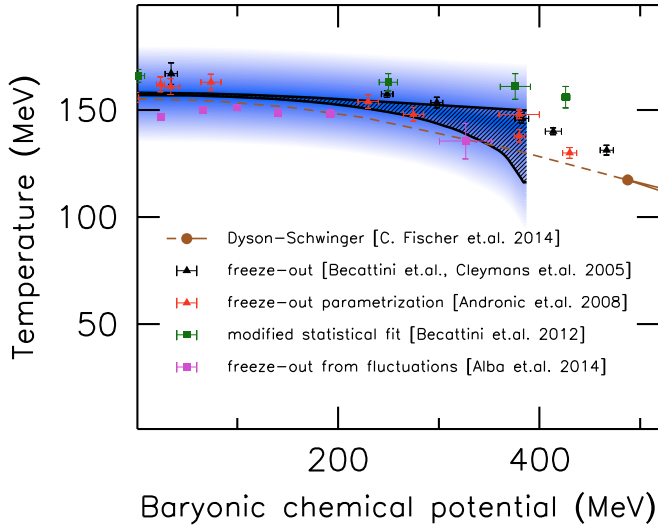 150
100
50
Temperature (MeV)
Dyson-Schwinger [C. Fischer et.al. 2014]
freeze-out [Becattini et.al., Cleymans et.al. 2005]
freeze-out parametrization [Andronic et.al. 2008]
modified statistical fit [Becattini et.al. 2012]
freeze-out from fluctuations [Alba et.al. 2014]
200
400
Baryonic chemical potential (MeV)